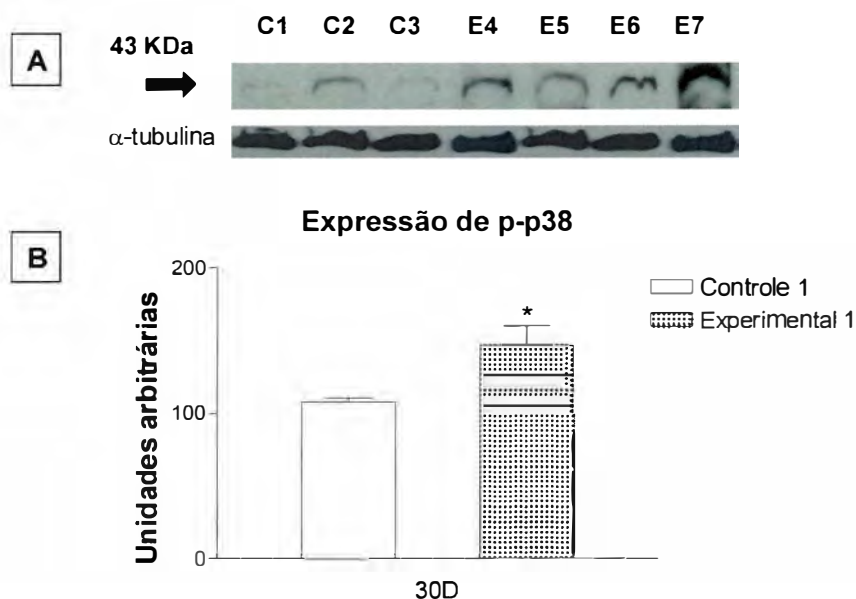 A
43 KDa
C1 C2 C3 E4 E5 E6 E7
α-tubulina
B
Expressão de p-p38
Unidades arbitrárias
200
100
0
*
30D
Controle 1
Experimental 1